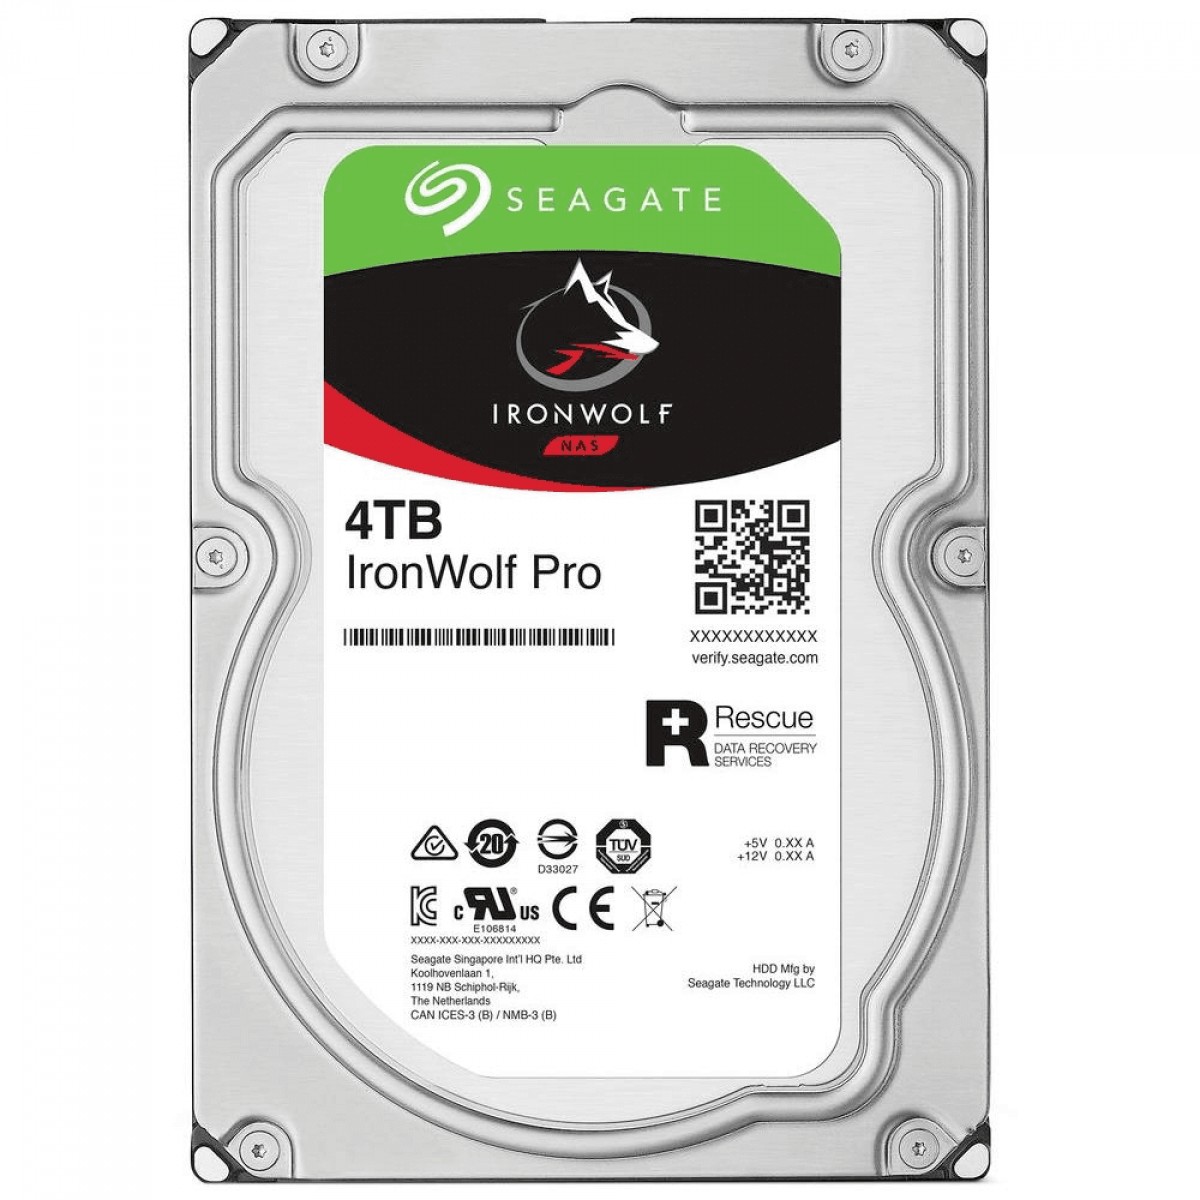 SEAGATE
IRONWOLF
NAS
4TB
IronWolf Pro
XXXXXXXXXXXX
verify.seagate.com
R Rescue
DATA RECOVERY
SERVICES
20
D33027
TÜV
SÜD
+5V 0.XX A
+12V 0.XX A
KC
c RU US
E106814
CE
XXXX-XXX-XXX-XXXXXXXXX
Seagate Singapore Int'l HQ Pte. Ltd
Koolhovenlaan 1,
1119 NB Schiphol-Rijk,
The Netherlands
CAN ICES-3 (B) / NMB-3 (B)
HDD Mfg by
Seagate Technology LLC